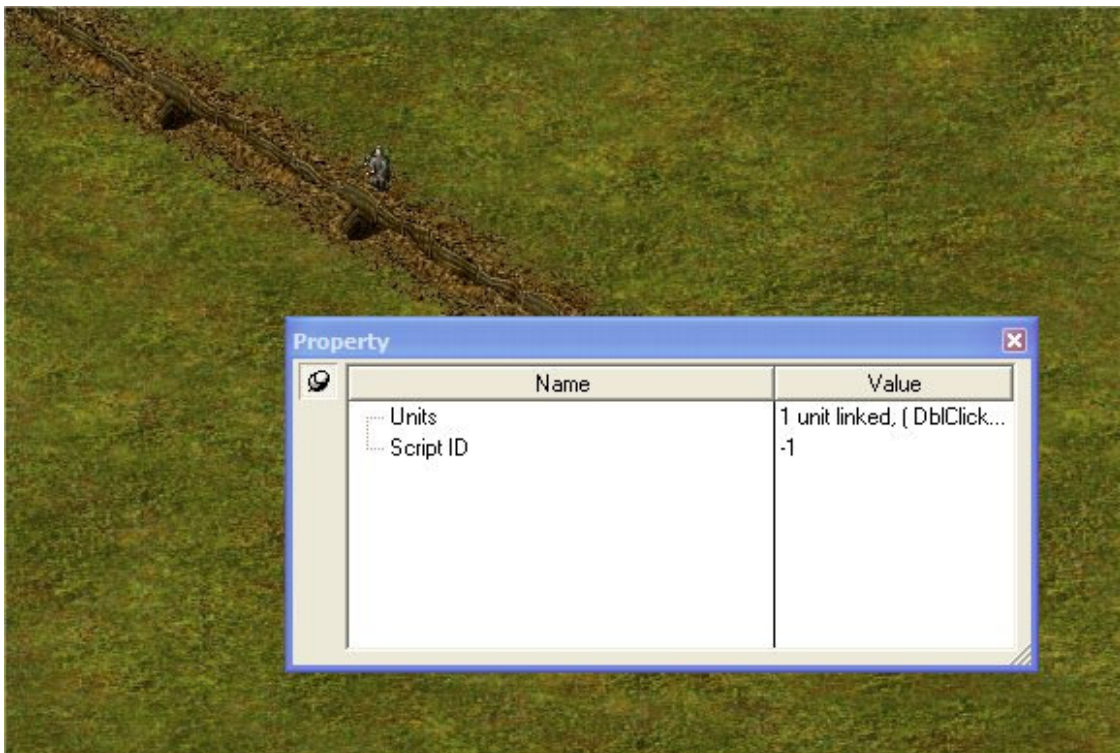 Property
Name Value
Units 1 unit linked, ( DblClick...
Script ID -1